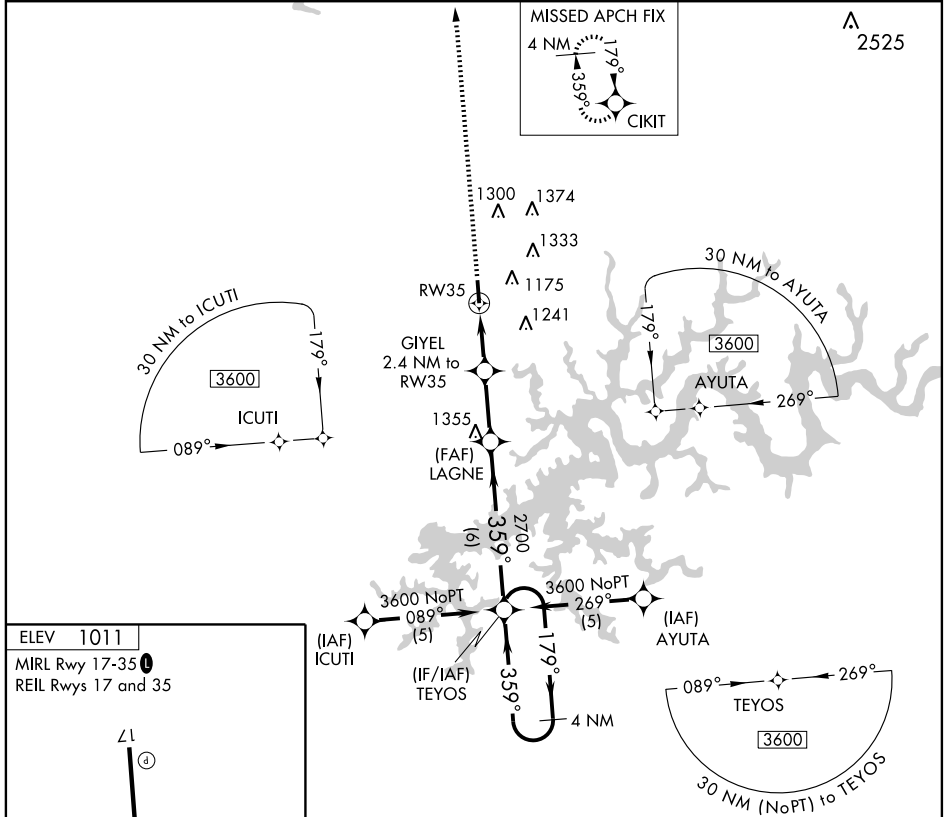 MISSED APCH FIX
4 NM
179°
359°
CIKIT
2525
1300
1374
1333
1175
1241
RW35
GIYEL
2.4 NM to
RW35
1355
(FAF)
LAGNE
30 NM to ICUTI
179°
3600
ICUTI
089°
30 NM to AYUTA
179°
3600
AYUTA
269°
2700
359°
(6)
3600 NoPT
089°
(5)
(IAF)
ICUTI
3600 NoPT
269°
(5)
(IAF)
AYUTA
(IF/IAF)
TEYOS
359°
179°
4 NM
089°
269°
TEYOS
3600
30 NM (NoPT) to TEYOS
ELEV 1011
MIRL Rwy 17-35 L
REIL Rwys 17 and 35
17
P